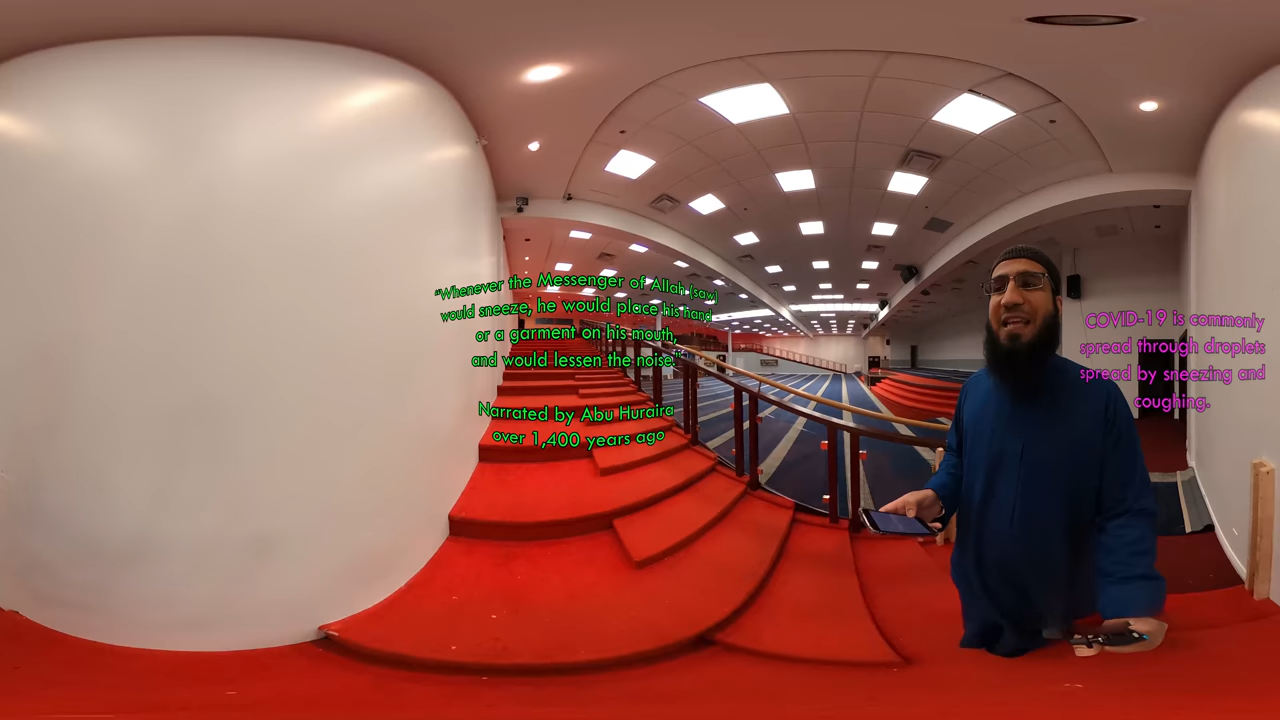 “Whenever the Messenger of Allah (saw)
would sneeze, he would place his hand
or a garment on his mouth,
and would lessen the noise”
Narrated by Abu Huraira
over 1,400 years ago
COVID-19 is commonly
spread through droplets
spread by sneezing and
coughing.